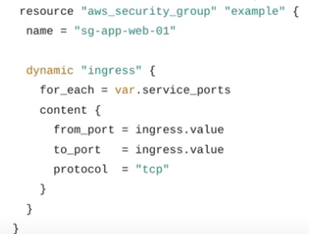 resource "aws_security_group" "example" {
name = "sg-app-web-01"
dynamic "ingress" {
for_each = var.service_ports
content {
from_port = ingress.value
to_port = ingress.value
protocol = "tcp"
}
}
}